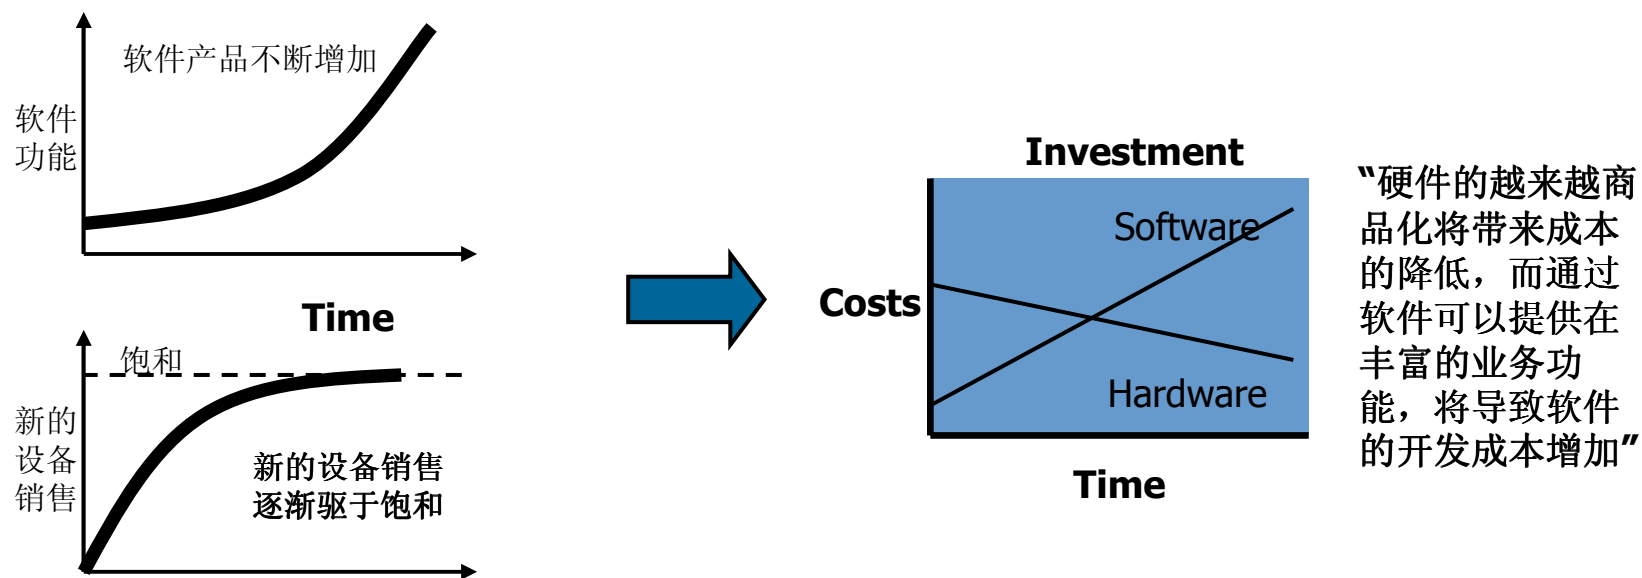 软件产品不断增加
软件
功能
Time
饱和
新的
设备
销售
新的设备销售
逐渐驱于饱和
Investment
Software
Costs
Hardware
Time
“硬件的越来越商
品化将带来成本
的降低，而通过
软件可以提供在
丰富的业务功
能，将导致软件
的开发成本增加”